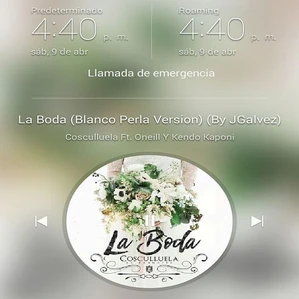 Predeterminado Roaming
4:40 p. m. 4:40 p. m.
sáb, 9 de abr sáb, 9 de abr
Llamada de emergencia
La Boda (Blanco Perla Version) (By JGalvez)
Cosculluela Ft. Oneill Y Kendo Kaponi
La Boda
COSCULLUELA